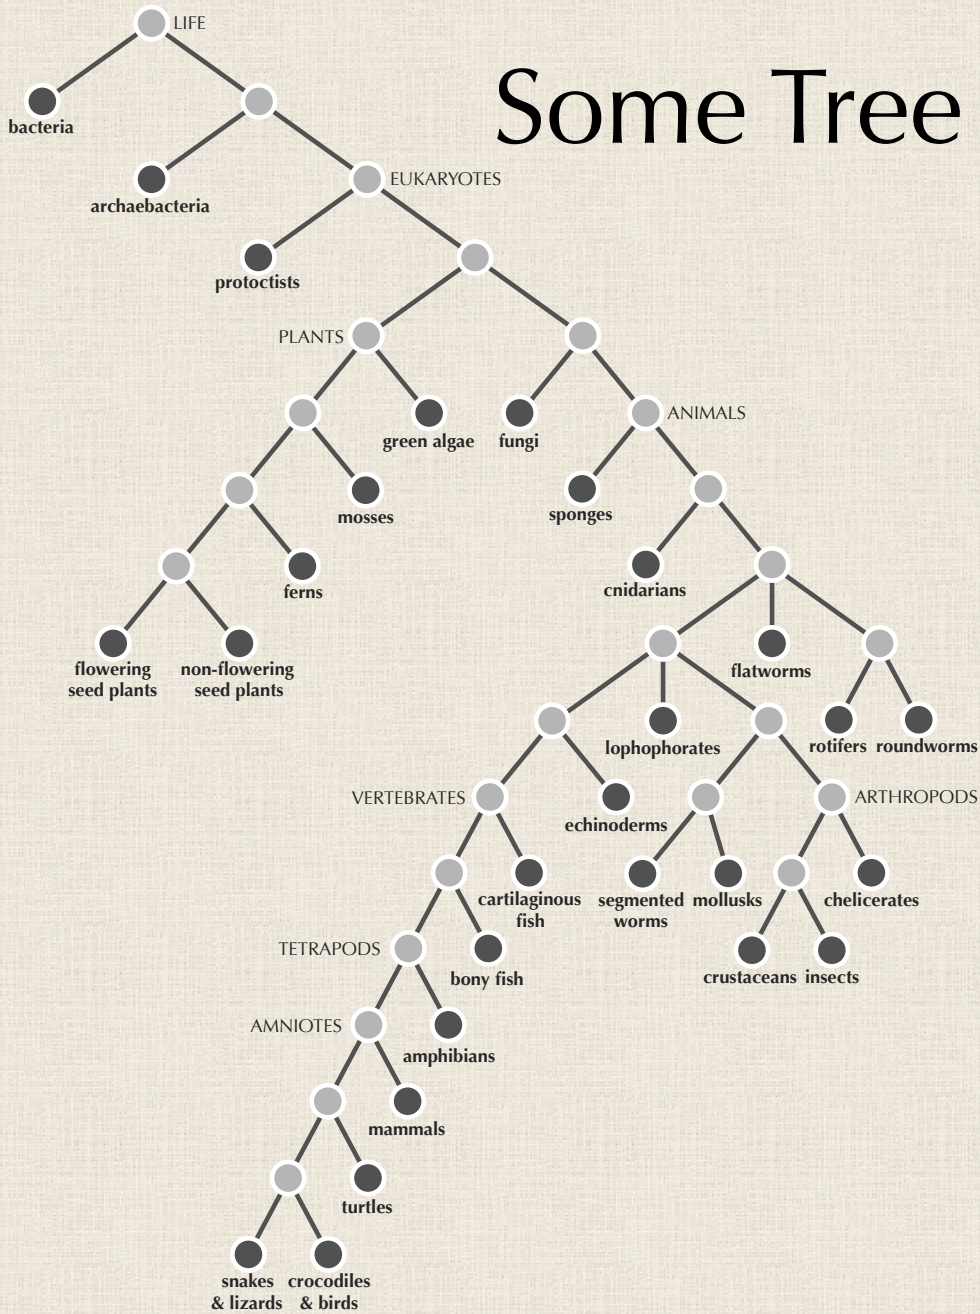 LIFE
Some Tree
bacteria
EUKARYOTES
archaebacteria
protoctists
PLANTS
ANIMALS
green algae
fungi
mosses
sponges
ferns
cnidarians
flowering
seed plants
non-flowering
seed plants
flatworms
lophophorates
rotifers
roundworms
VERTEBRATES
ARTHROPODS
echinoderms
cartilaginous
fish
segmented
worms
mollusks
chelicerates
TETRAPODS
bony fish
crustaceans
insects
AMNIOTES
amphibians
mammals
turtles
snakes
& lizards
crocodiles
& birds